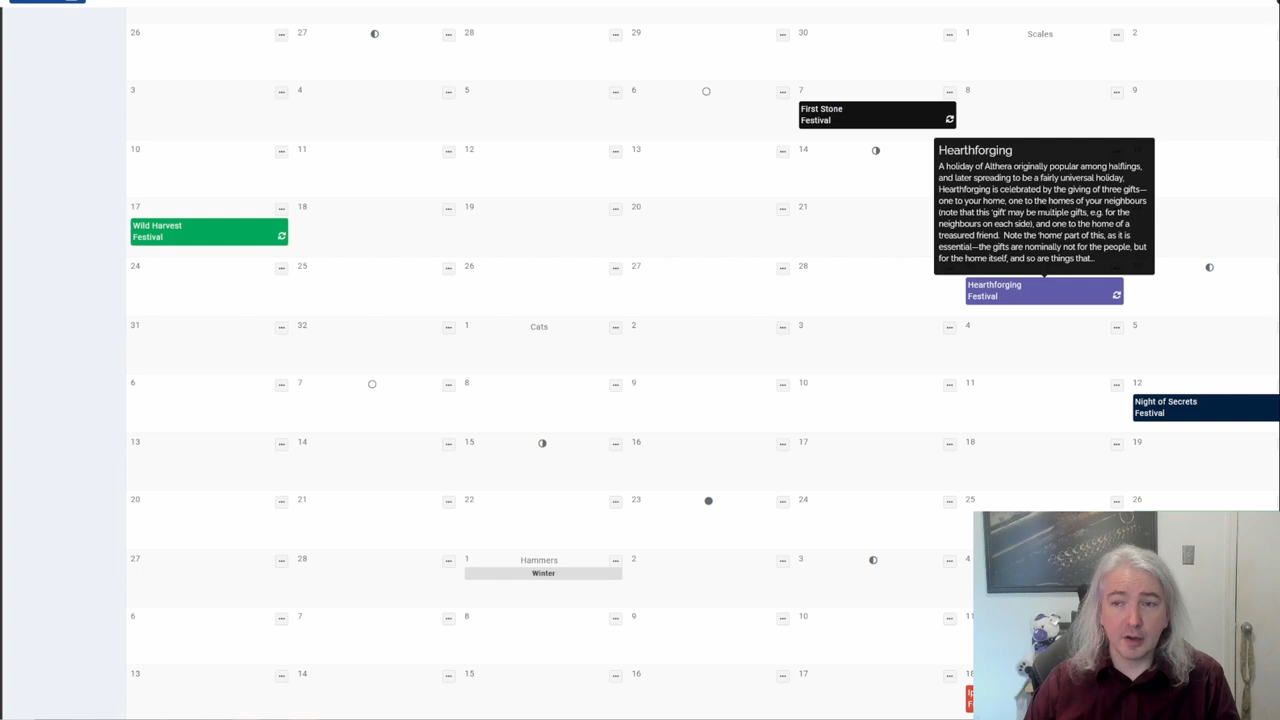 26 27 28 29 30 1 Scales 2
3 4 5 6 7 8 9
First Stone
Festival
10 11 12 13 14
Hearthforging
A holiday of Althera originally popular among halflings,
and later spreading to be a fairly universal holiday,
Hearthforging is celebrated by the giving of three gifts—
one to your home, one to the homes of your neighbours
(note that this 'gift' may be multiple gifts, e.g. for the
neighbours on each side), and one to the home of a
treasured friend. Note the 'home' part of this, as it is
essential—the gifts are nominally not for the people, but
for the home itself, and so are things that...
17 18 19 20 21
Wild Harvest
Festival
24 25 26 27 28
Hearthforging
Festival
31 32 1 Cats 2 3 4 5
6 7 8 9 10 11 12
Night of Secrets
Festival
13 14 15 16 17 18 19
20 21 22 23 24 25 26
27 28 1 Hammers 2 3 4
Winter
6 7 8 9 10 11
13 14 15 16 17 18